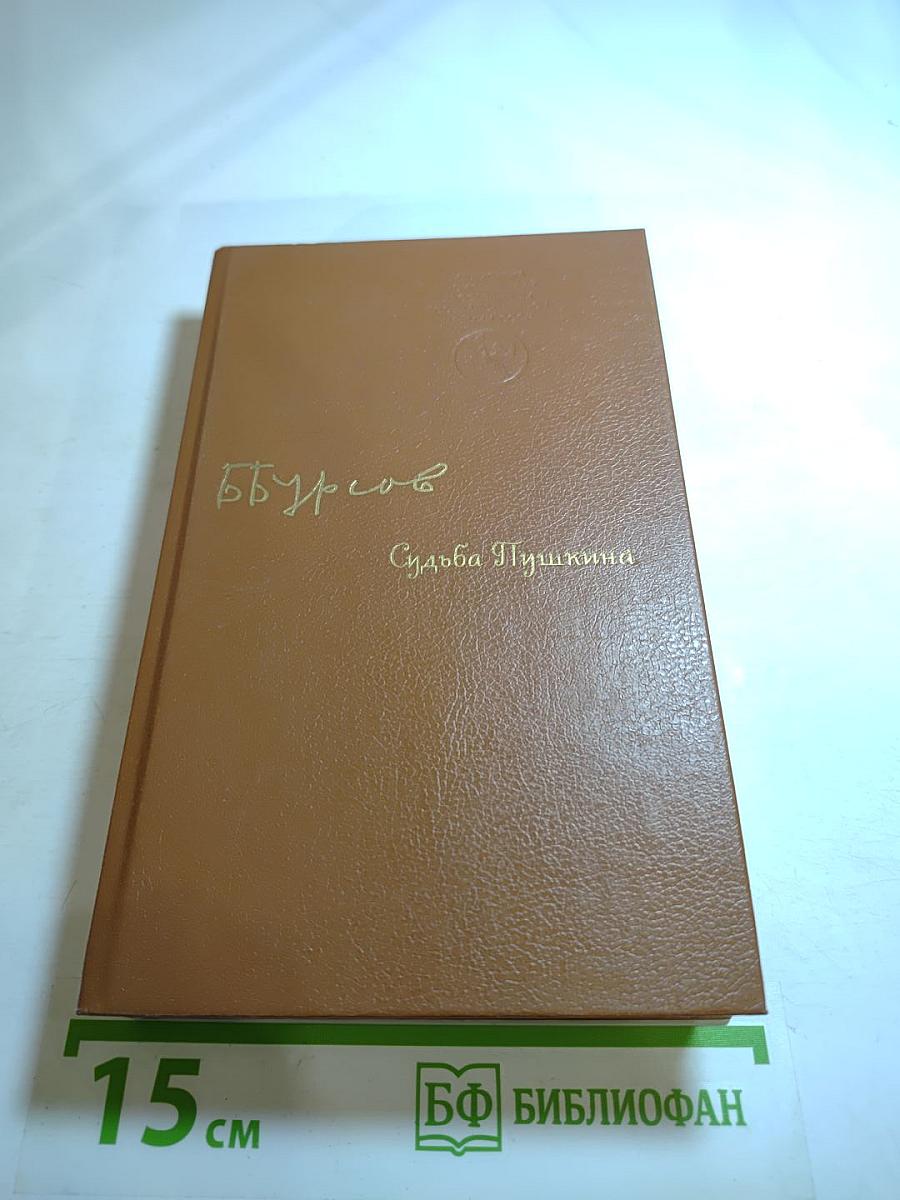 ББурсов
Судьба Пушкина
15 см
БФ БИБЛИОФАН